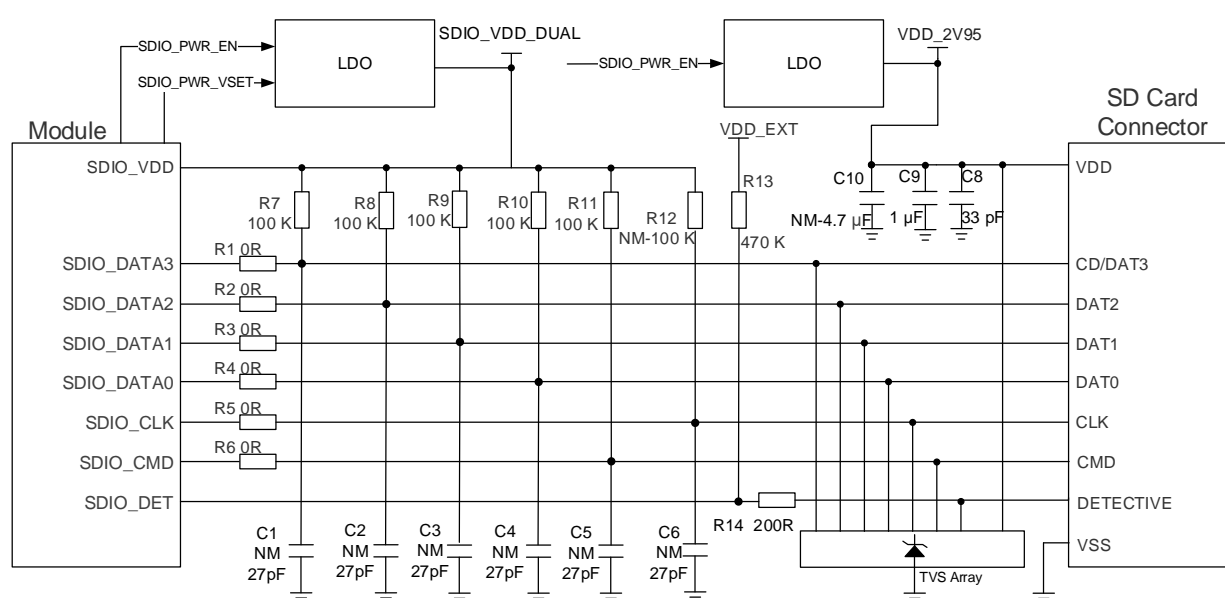 SDIO_VDD_DUAL
VDD_2V95
SDIO_PWR_EN
LDO
SDIO_PWR_EN
LDO
SDIO_PWR_VSET
SD Card
Connector
Module
VDD_EXT
SDIO_VDD
VDD
R7
100 K
R8
100 K
R9
100 K
R10
100 K
R11
100 K
R12
NM-100 K
R13
470 K
C10
NM-4.7 µF
C9
1 µF
C8
33 pF
SDIO_DATA3
R1 0R
CD/DAT3
SDIO_DATA2
R2 0R
DAT2
SDIO_DATA1
R3 0R
DAT1
SDIO_DATA0
R4 0R
DAT0
SDIO_CLK
R5 0R
CLK
SDIO_CMD
R6 0R
CMD
SDIO_DET
R14 200R
DETECTIVE
C1
NM
27pF
C2
NM
27pF
C3
NM
27pF
C4
NM
27pF
C5
NM
27pF
C6
NM
27pF
VSS
TVS Array